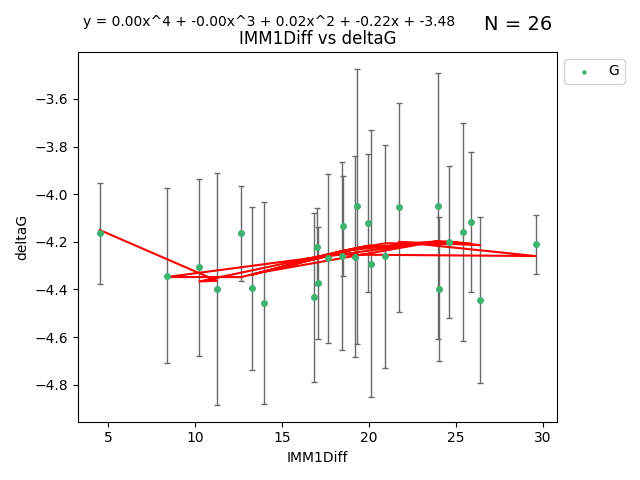 y = 0.00x^4 + -0.00x^3 + 0.02x^2 + -0.22x + -3.48
N = 26
IMM1Diff vs deltaG
G
−3.6
−3.8
−4.0
−4.2
−4.4
−4.6
−4.8
deltaG
5 10 15 20 25 30
IMM1Diff